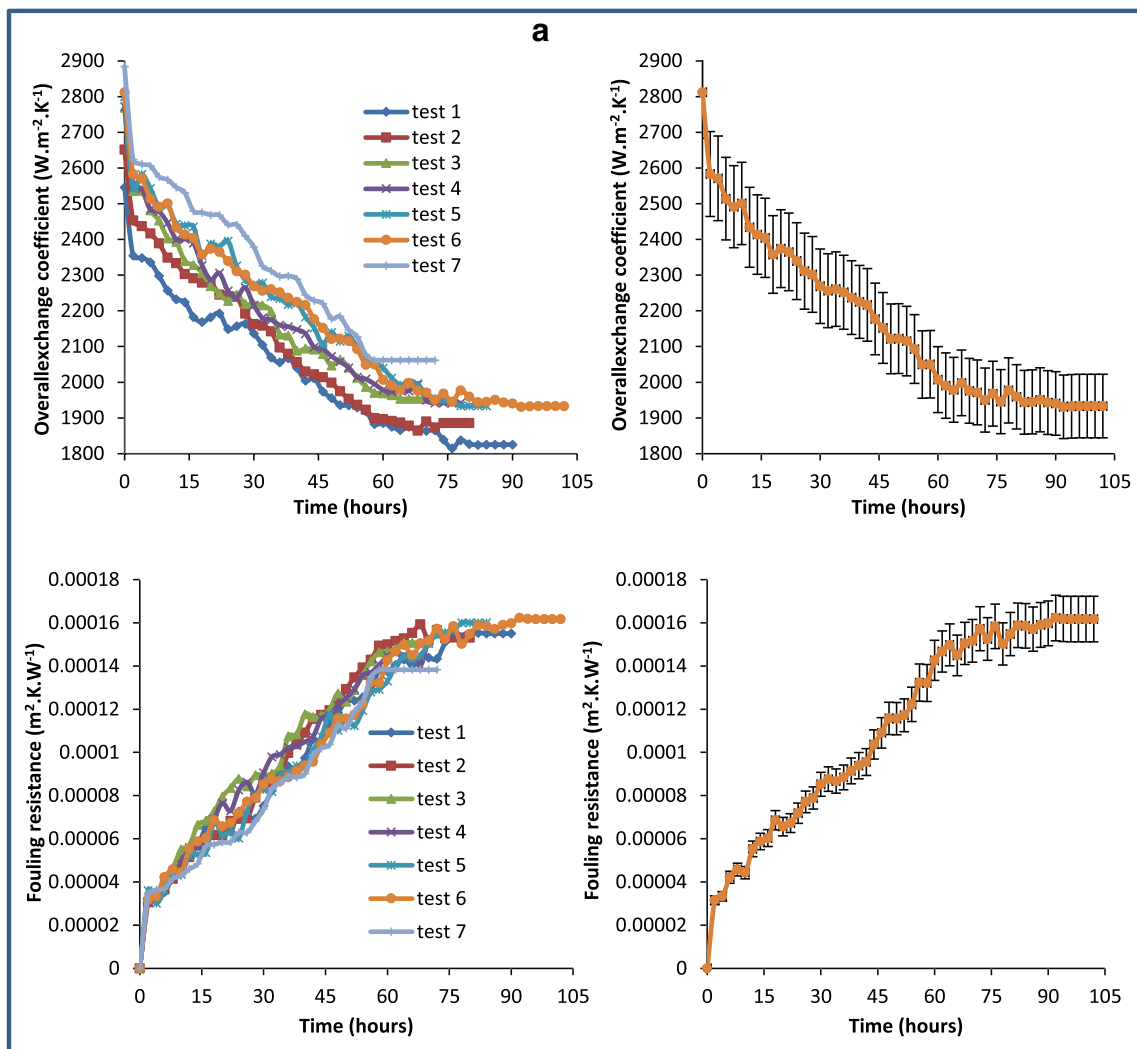 a
Overallexchange coefficient (W.m-2.K-1)
2900
2800
2700
2600
2500
2400
2300
2200
2100
2000
1900
1800
0 15 30 45 60 75 90 105
Time (hours)
test 1
test 2
test 3
test 4
test 5
test 6
test 7
Overallexchange coefficient (W.m-2.K-1)
2900
2800
2700
2600
2500
2400
2300
2200
2100
2000
1900
1800
0 15 30 45 60 75 90 105
Time (hours)
Fouling resistance (m2.K.W-1)
0.00018
0.00016
0.00014
0.00012
0.0001
0.00008
0.00006
0.00004
0.00002
0
0 15 30 45 60 75 90 105
Time (hours)
test 1
test 2
test 3
test 4
test 5
test 6
test 7
Fouling resistance (m2.K.W-1)
0.00018
0.00016
0.00014
0.00012
0.0001
0.00008
0.00006
0.00004
0.00002
0
0 15 30 45 60 75 90 105
Time (hours)